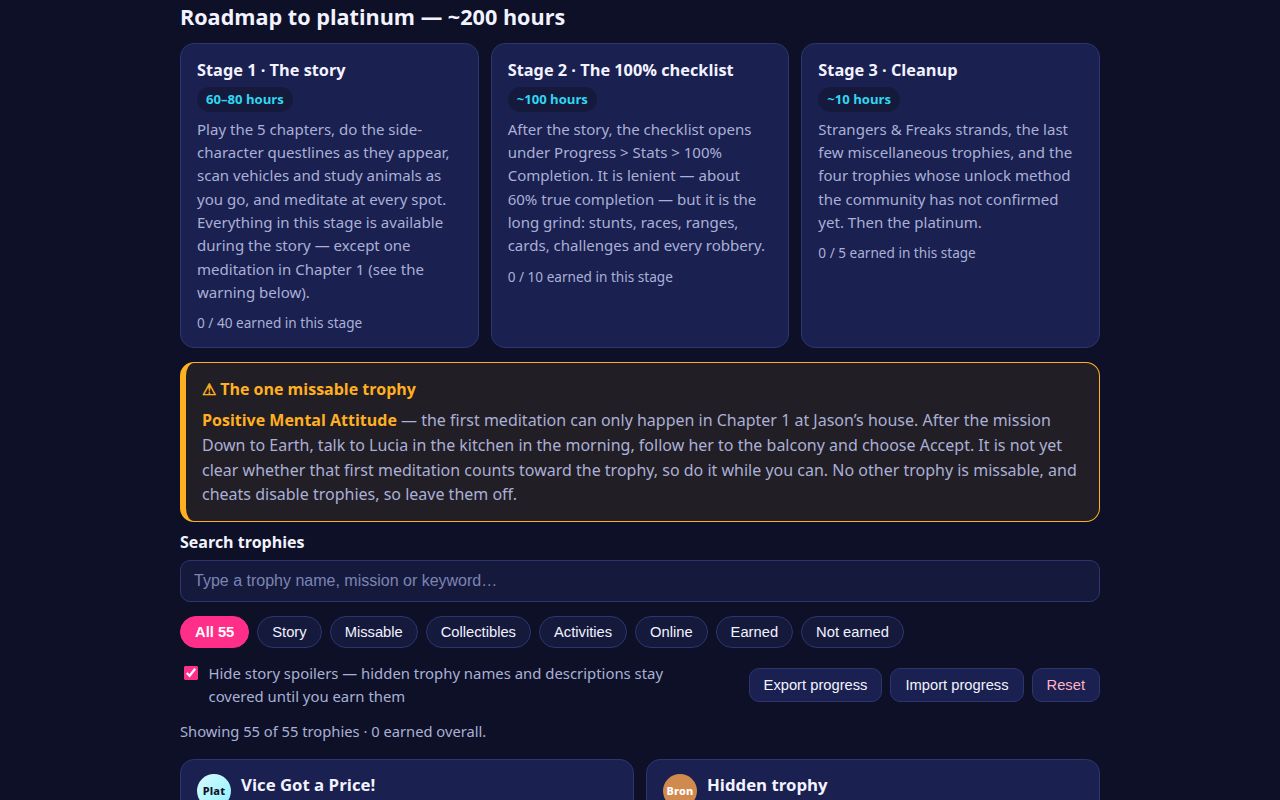 Roadmap to platinum — ~200 hours
Stage 1 · The story
60–80 hours
Play the 5 chapters, do the side-
character questlines as they appear,
scan vehicles and study animals as
you go, and meditate at every spot.
Everything in this stage is available
during the story — except one
meditation in Chapter 1 (see the
warning below).
0 / 40 earned in this stage
Stage 2 · The 100% checklist
~100 hours
After the story, the checklist opens
under Progress > Stats > 100%
Completion. It is lenient — about
60% true completion — but it is the
long grind: stunts, races, ranges,
cards, challenges and every robbery.
0 / 10 earned in this stage
Stage 3 · Cleanup
~10 hours
Strangers & Freaks strands, the last
few miscellaneous trophies, and the
four trophies whose unlock method
the community has not confirmed
yet. Then the platinum.
0 / 5 earned in this stage
⚠ The one missable trophy
Positive Mental Attitude — the first meditation can only happen in Chapter 1 at Jason’s house. After the mission
Down to Earth, talk to Lucia in the kitchen in the morning, follow her to the balcony and choose Accept. It is not yet
clear whether that first meditation counts toward the trophy, so do it while you can. No other trophy is missable, and
cheats disable trophies, so leave them off.
Search trophies
Type a trophy name, mission or keyword…
All 55
Story
Missable
Collectibles
Activities
Online
Earned
Not earned
Hide story spoilers — hidden trophy names and descriptions stay
covered until you earn them
Export progress
Import progress
Reset
Showing 55 of 55 trophies · 0 earned overall.
Plat
Vice Got a Price!
Bron
Hidden trophy